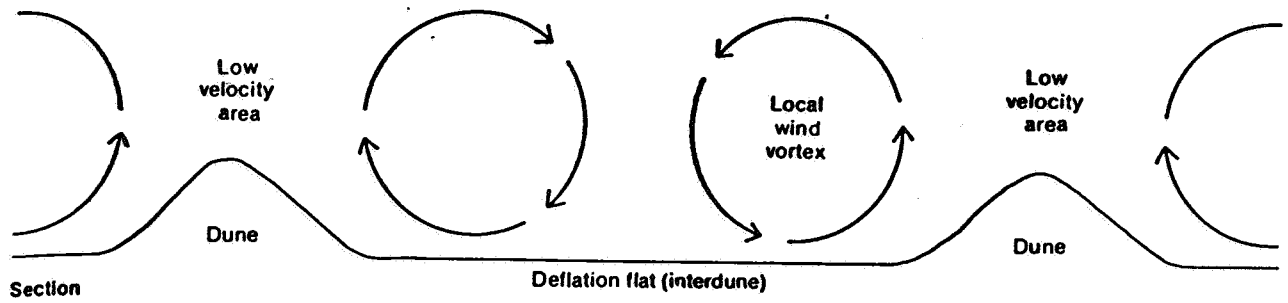 Low
velocity
area
Local
wind
vortex
Low
velocity
area
Dune
Dune
Deflation flat (interdune)
Section